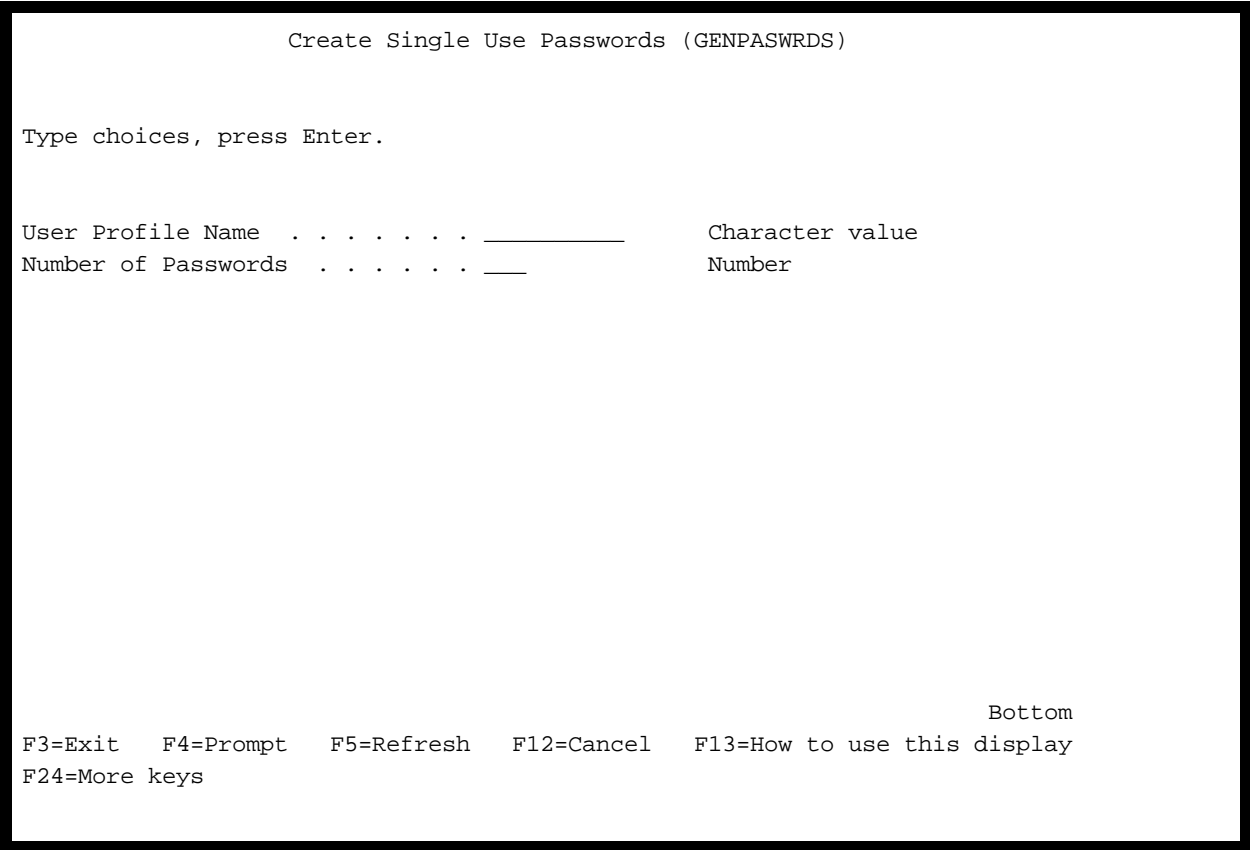 Create Single Use Passwords (GENPASWRDS)
Type choices, press Enter.
User Profile Name . . . . . . . __________ Character value
Number of Passwords . . . . . . ___ Number
Bottom
F3=Exit F4=Prompt F5=Refresh F12=Cancel F13=How to use this display
F24=More keys